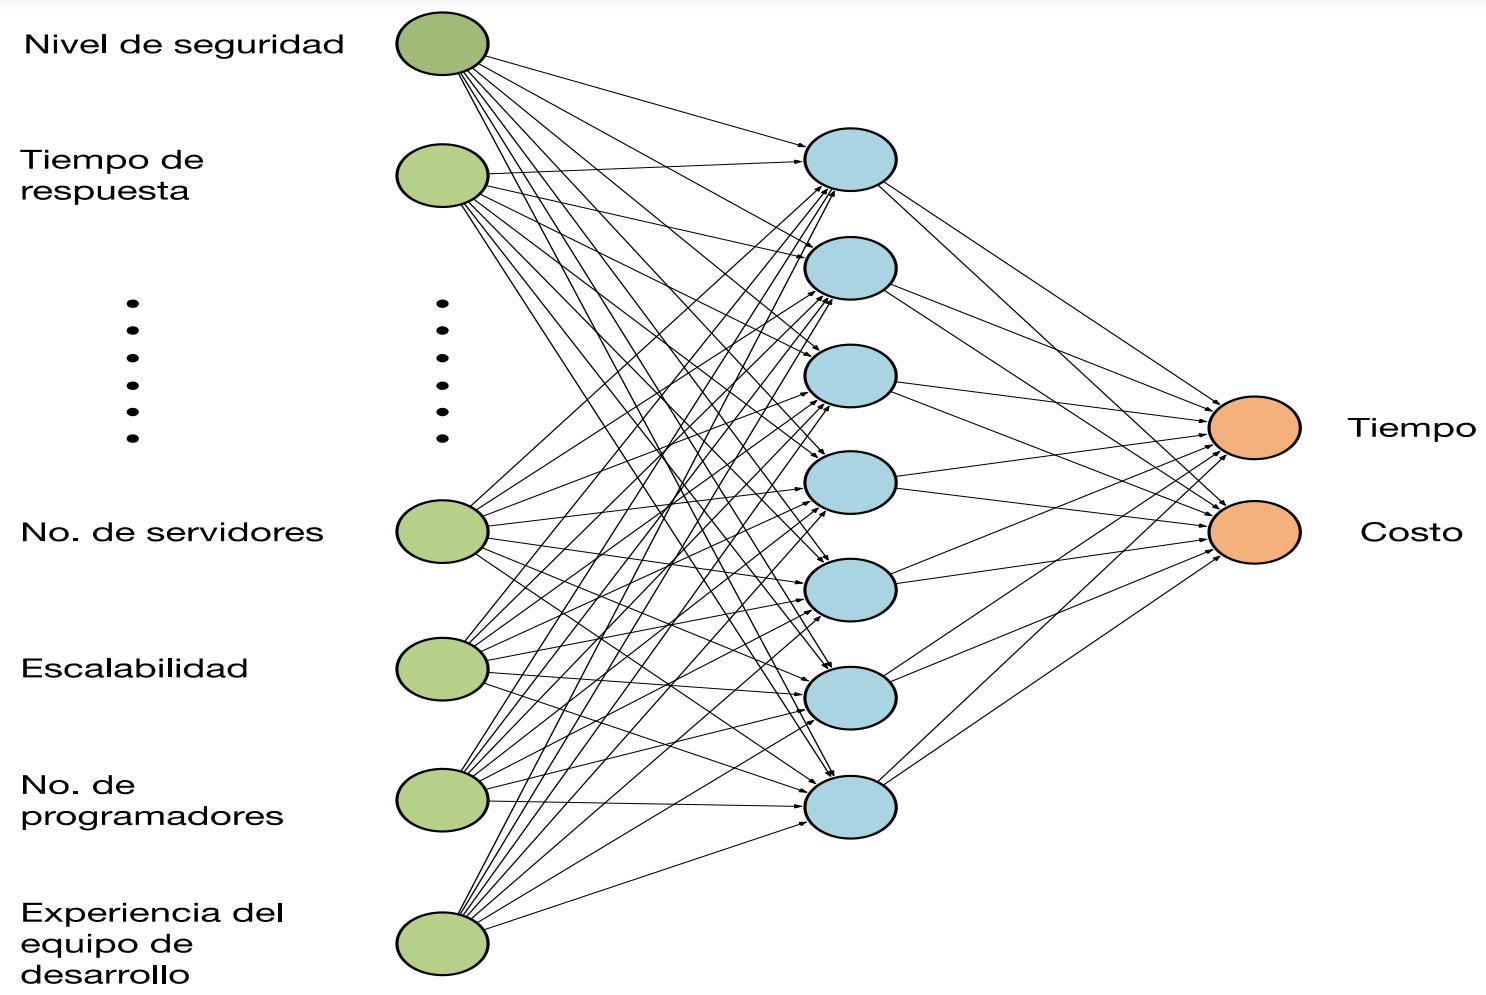 Nivel de seguridad
Tiempo de
respuesta
No. de servidores
Escalabilidad
No. de
programadores
Experiencia del
equipo de
desarrollo
Tiempo
Costo